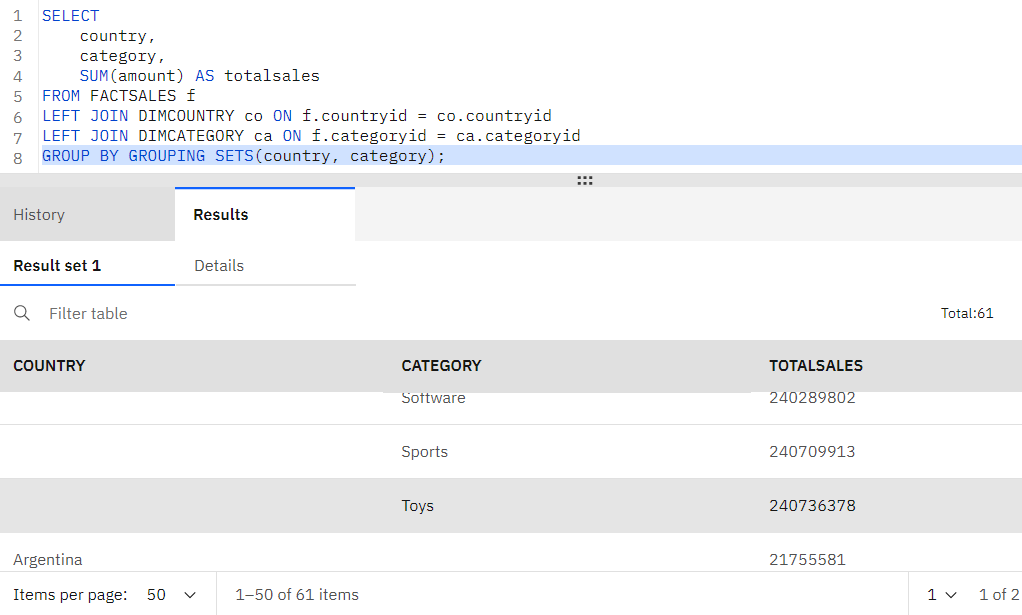 1 SELECT
2 country,
3 category,
4 SUM(amount) AS totalsales
5 FROM FACTSALES f
6 LEFT JOIN DIMCOUNTRY co ON f.countryid = co.countryid
7 LEFT JOIN DIMCATEGORY ca ON f.categoryid = ca.categoryid
8 GROUP BY GROUPING SETS(country, category);
History Results
Result set 1 Details
Filter table Total:61
COUNTRY CATEGORY TOTALSALES
Software 240289802
Sports 240709913
Toys 240736378
Argentina 21755581
Items per page: 50 1–50 of 61 items 1 1 of 2